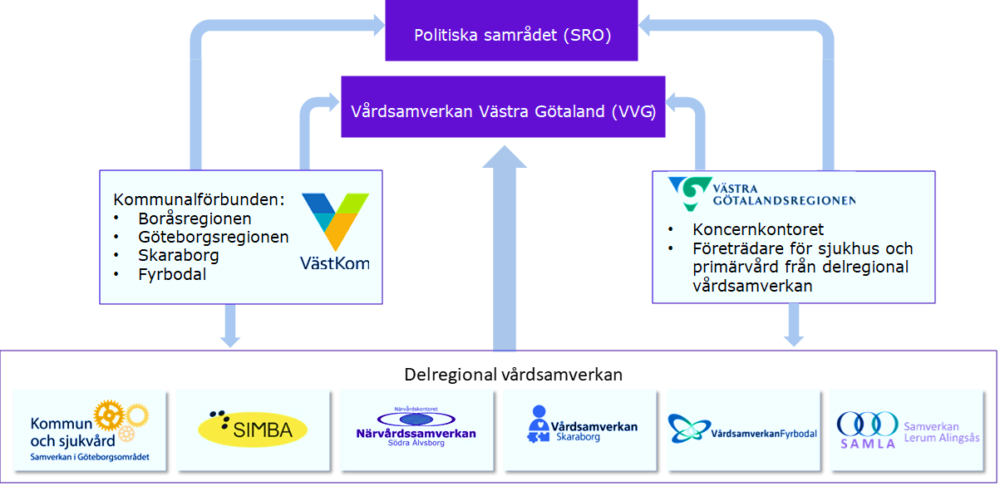 Politiska samrådet (SRO)
Vårdsamverkan Västra Götaland (VVG)
Kommunalförbunden:
• Boråsregionen
• Göteborgsregionen
• Skaraborg
• Fyrbodal
VästKom
VÄSTRA
GÖTALANDSREGIONEN
• Koncernkontoret
• Företrädare för sjukhus och
primärvård från delregional
vårdsamverkan
Delregional vårdsamverkan
Kommun
och sjukvård
Samverkan i Göteborgsområdet
SIMBA
Närvårdskontoret
Närvårdssamverkan
Södra Älvsborg
Vårdsamverkan
Skaraborg
VårdsamverkanFyrbodal
SAMLA
Samverkan
Lerum Alingsås